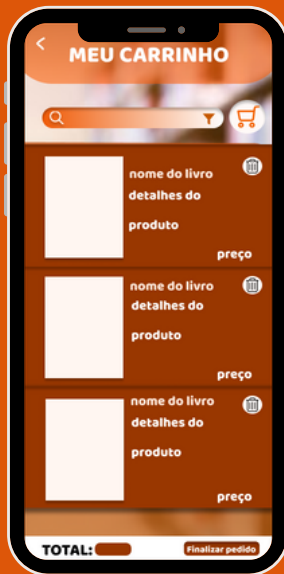 MEU CARRINHO
nome do livro
detalhes do
produto
preço
nome do livro
detalhes do
produto
preço
nome do livro
detalhes do
produto
preço
TOTAL:
Finalizar pedido